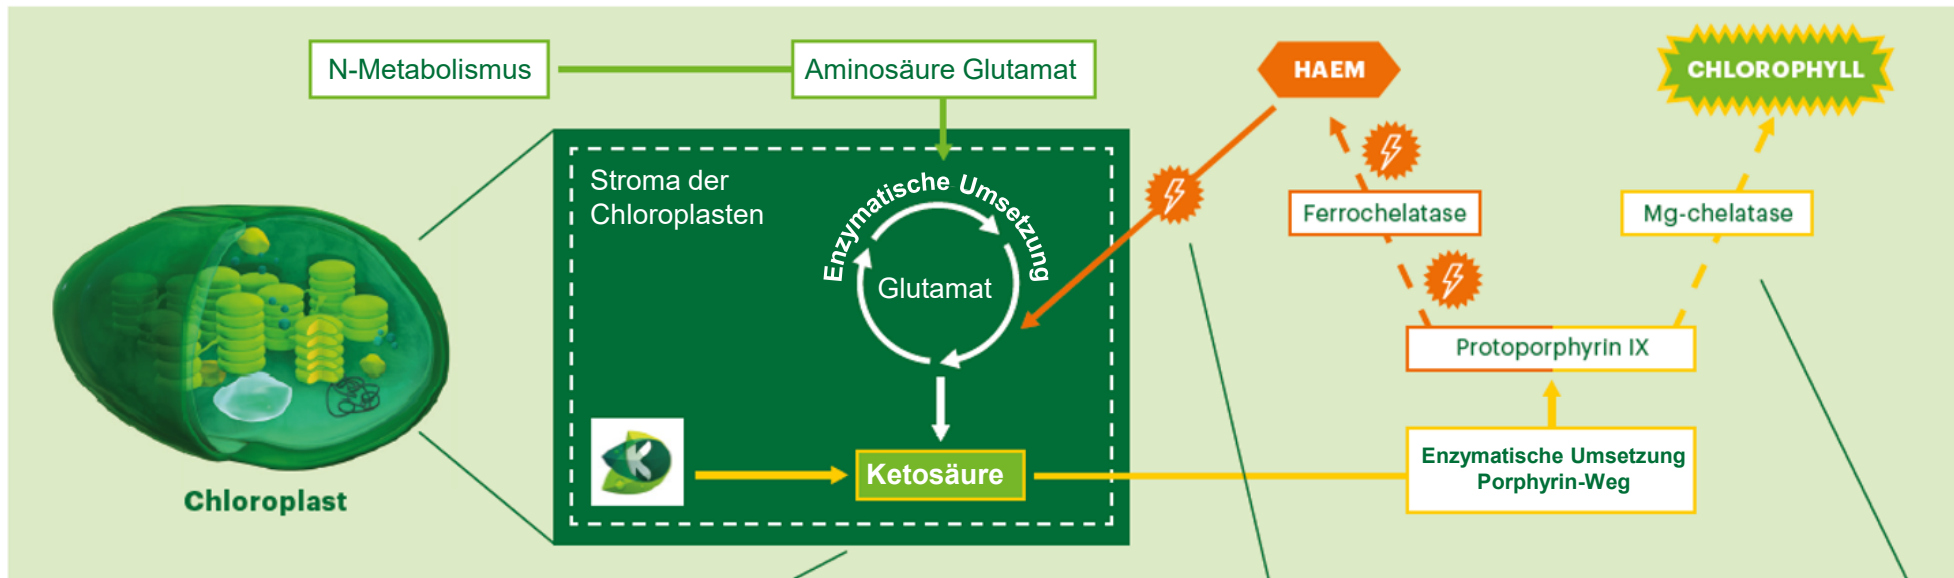 N-Metabolismus
Aminosäure Glutamat
HAEM
CHLOROPHYLL
Stroma der
Chloroplasten
Enzymatische Umsetzung
Glutamat
Ferrochelatase
Mg-chelatase
Protoporphyrin IX
K
Ketosäure
Enzymatische Umsetzung
Porphyrin-Weg
Chloroplast